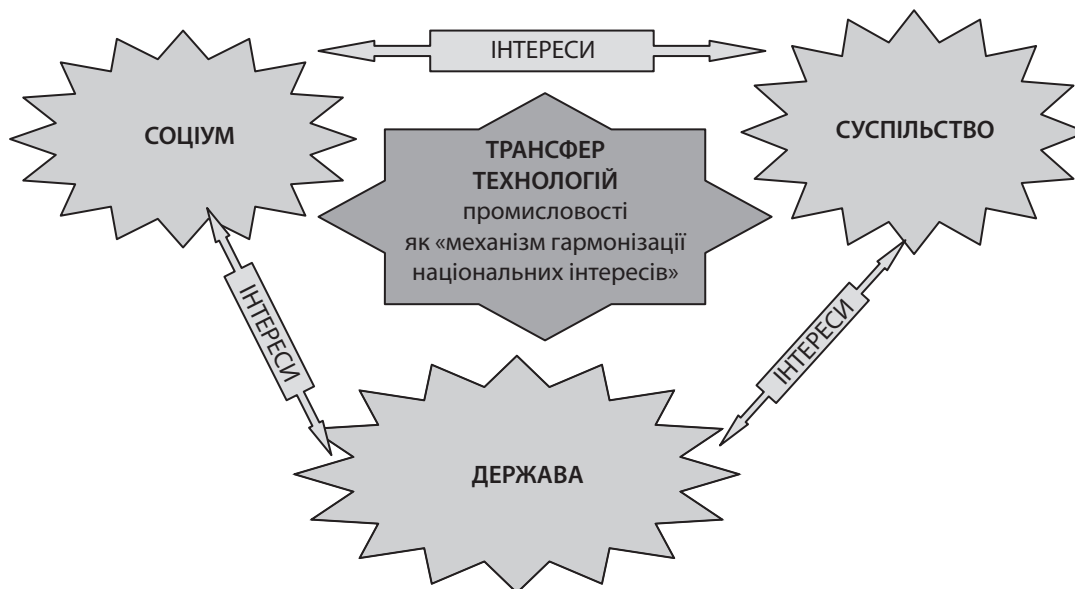 ІНТЕРЕСИ
СОЦІУМ
СУСПІЛЬСТВО
ТРАНСФЕР
ТЕХНОЛОГІЙ
промисловості
як «механізм гармонізації
національних інтересів»
ІНТЕРЕСИ
ІНТЕРЕСИ
ДЕРЖАВА